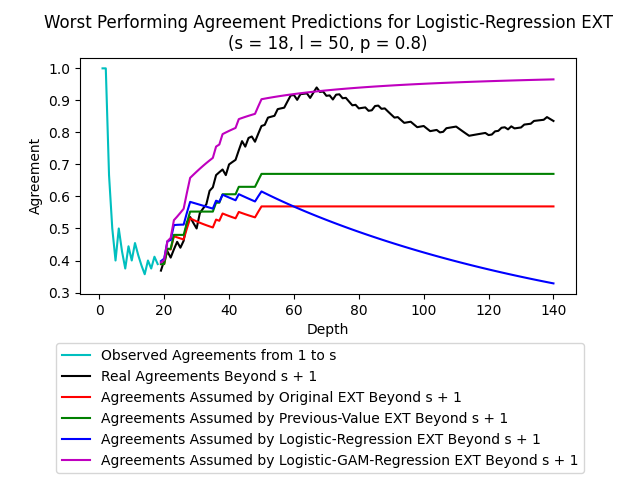 Worst Performing Agreement Predictions for Logistic-Regression EXT
(s = 18, l = 50, p = 0.8)
1.0
0.9
0.8
0.7
0.6
0.5
0.4
0.3
Agreement
0 20 40 60 80 100 120 140
Depth
Observed Agreements from 1 to s
Real Agreements Beyond s + 1
Agreements Assumed by Original EXT Beyond s + 1
Agreements Assumed by Previous-Value EXT Beyond s + 1
Agreements Assumed by Logistic-Regression EXT Beyond s + 1
Agreements Assumed by Logistic-GAM-Regression EXT Beyond s + 1